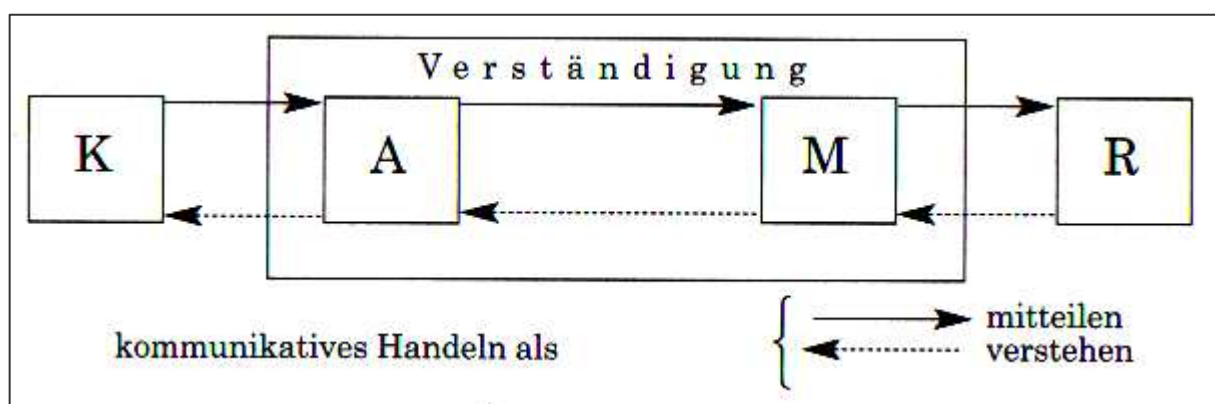 Verständigung
K A M R
mitteilen
kommunikatives Handeln als
verstehen